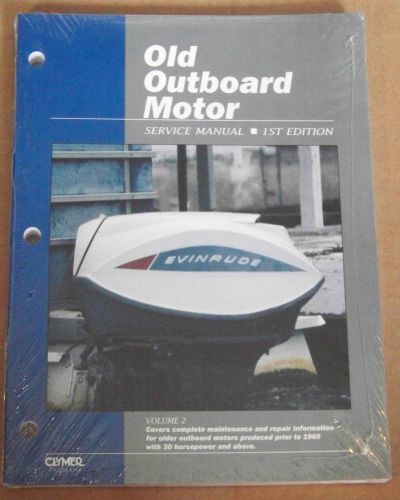 Old
Outboard
Motor
SERVICE MANUAL ■ 1ST EDITION
EVINRUDE
VOLUME 2
Covers complete maintenance and repair information
for older outboard motors produced prior to 1969
with 30 horsepower and above.
CLYMER